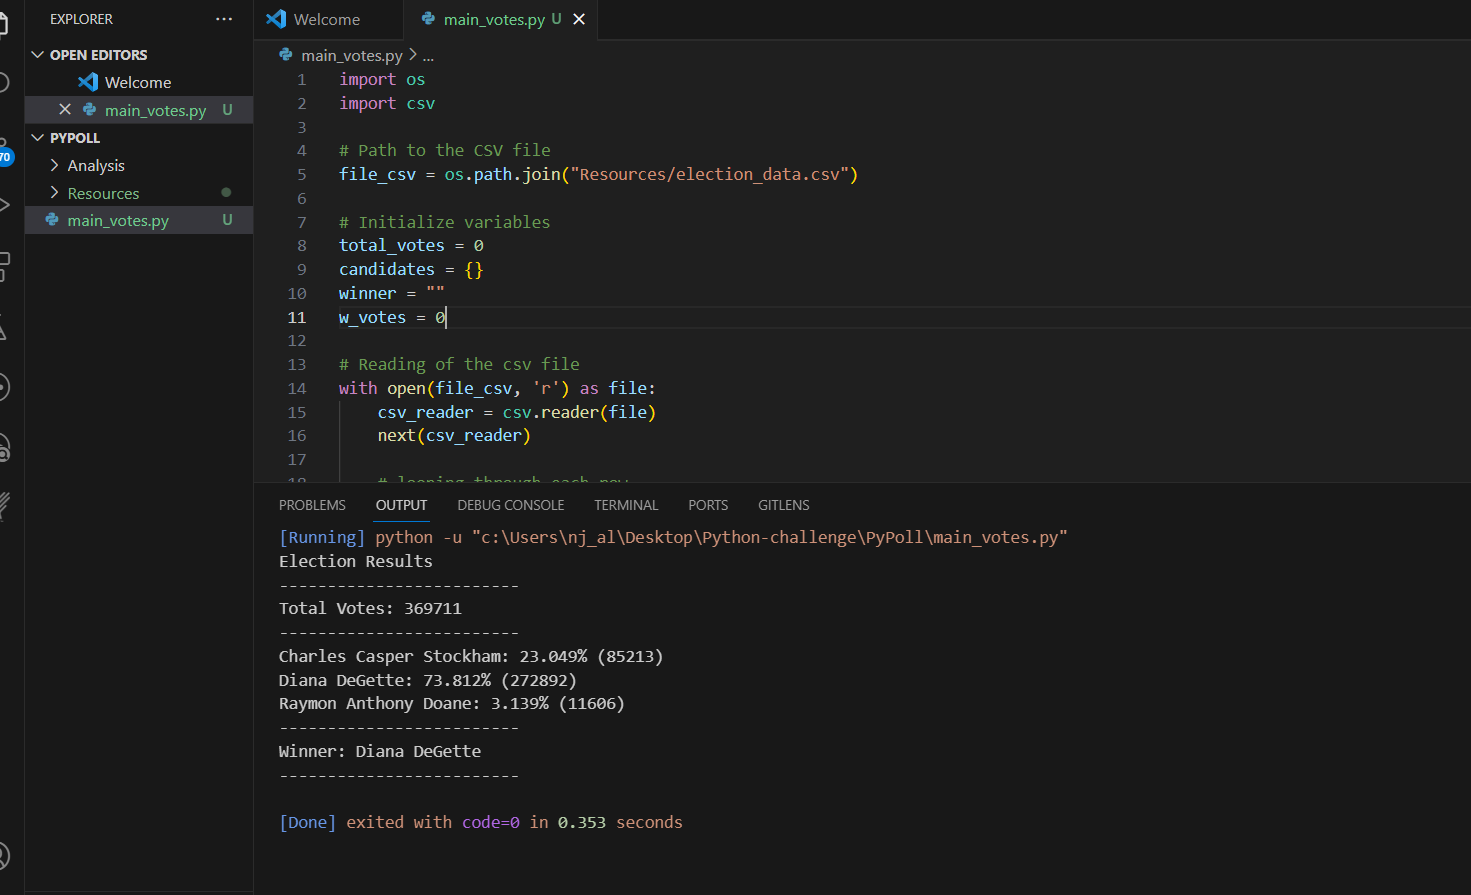 EXPLORER
...
OPEN EDITORS
Welcome
main_votes.py U
PYPOLL
Analysis
Resources
main_votes.py U
70
Welcome
main_votes.py U
main_votes.py > ...
1 import os
2 import csv
3
4 # Path to the CSV file
5 file_csv = os.path.join("Resources/election_data.csv")
6
7 # Initialize variables
8 total_votes = 0
9 candidates = {}
10 winner = ""
11 w_votes = 0
12
13 # Reading of the csv file
14 with open(file_csv, 'r') as file:
15 csv_reader = csv.reader(file)
16 next(csv_reader)
17
18 # looping through each row
PROBLEMS OUTPUT DEBUG CONSOLE TERMINAL PORTS GITLENS
[Running] python -u "c:\Users\nj_al\Desktop\Python-challenge\PyPoll\main_votes.py"
Election Results
-------------------------
Total Votes: 369711
-------------------------
Charles Casper Stockham: 23.049% (85213)
Diana DeGette: 73.812% (272892)
Raymon Anthony Doane: 3.139% (11606)
-------------------------
Winner: Diana DeGette
-------------------------
[Done] exited with code=0 in 0.353 seconds